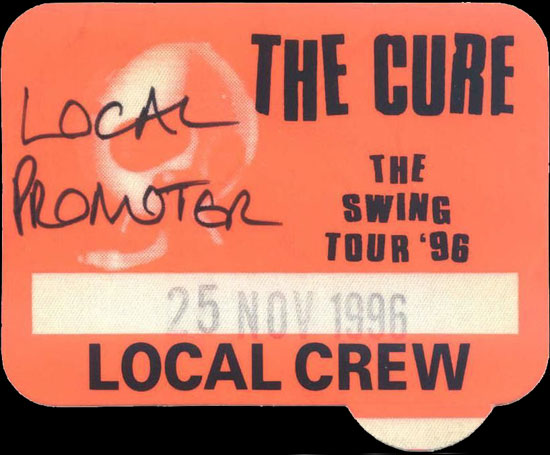 THE CURE
LOCAL
PROMOTER
THE
SWING
TOUR '96
25 NOV 1996
LOCAL CREW